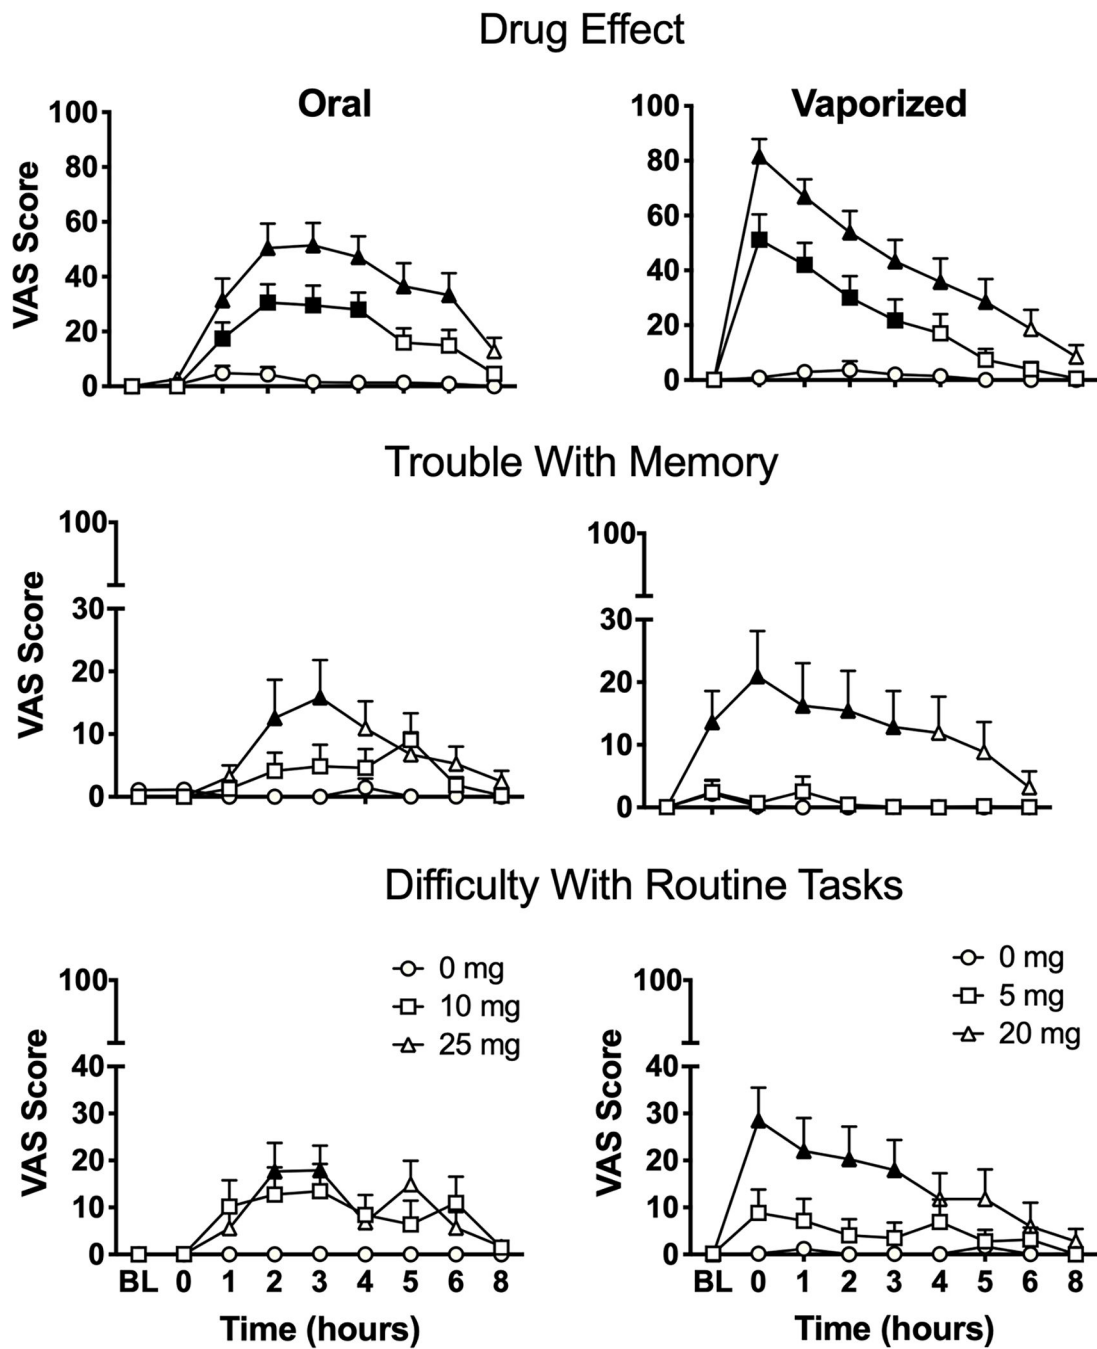 Drug Effect
Oral
Vaporized
VAS Score
100
80
60
40
20
0
100
80
60
40
20
0
Trouble With Memory
VAS Score
100
30
20
10
0
100
30
20
10
0
Difficulty With Routine Tasks
0 mg
10 mg
25 mg
0 mg
5 mg
20 mg
VAS Score
100
40
30
20
10
0
VAS Score
100
40
30
20
10
0
BL 0 1 2 3 4 5 6 8
BL 0 1 2 3 4 5 6 8
Time (hours)
Time (hours)